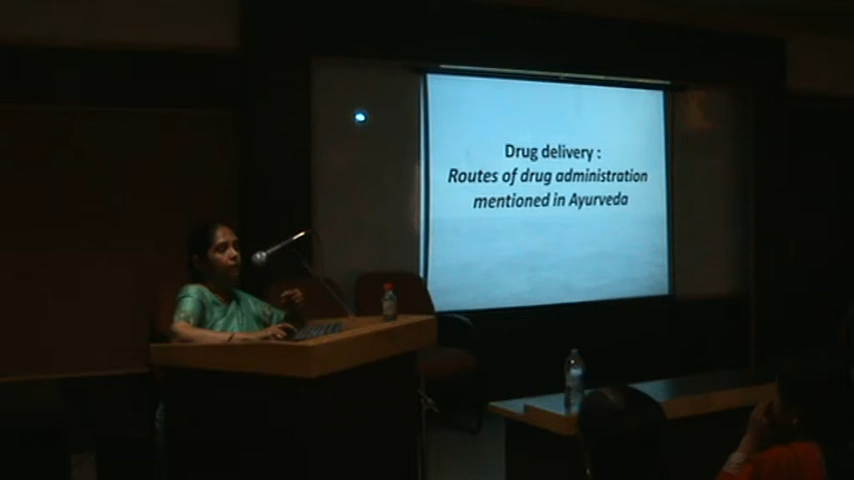 Drug delivery :
Routes of drug administration
mentioned in Ayurveda